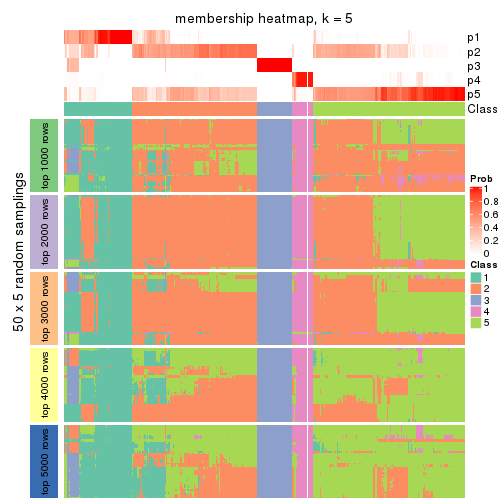 membership heatmap, k = 5
p1
p2
p3
p4
p5
Class
50 x 5 random samplings
top 1000 rows
top 2000 rows
top 3000 rows
top 4000 rows
top 5000 rows
Prob
1
0.8
0.6
0.4
0.2
0
Class
1
2
3
4
5